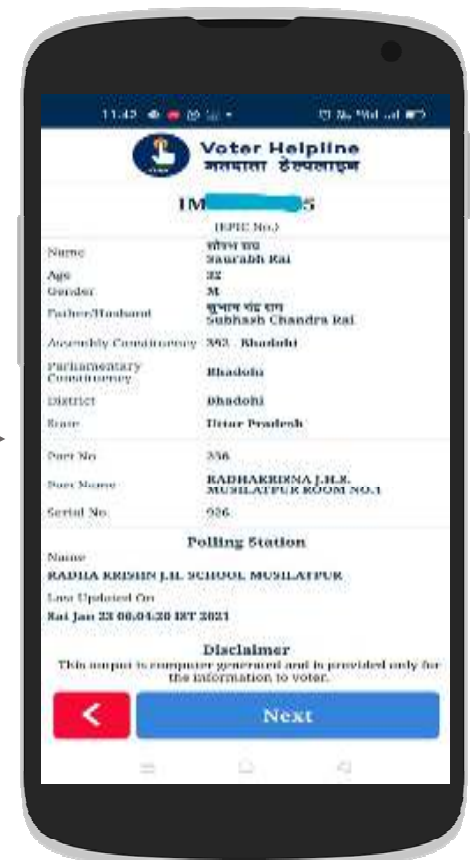 11:42
Voter Helpline
मतदाता हेल्पलाइन
IM 5
(EPIC No.)
Name
सौरभ राय
Saurabh Rai
Age 32
Gender M
Father/Husband
सुभाष चंद्र राय
Subhash Chandra Rai
Assembly Constituency 392 - Bhadohi
Parliamentary Constituency Bhadohi
District Bhadohi
State Uttar Pradesh
Part No
Part Name RADHAKRISNA J.H.S.
MUSILATPUR ROOM NO.1
Serial No 926
Polling Station
Name
RADHA KRISHN J.H. SCHOOL MUSILATPUR
Last Updated On
Sat Jan 23 06:04:20 IST 2021
Disclaimer
This output is computer generated and is provided only for
the information to voter.
Next